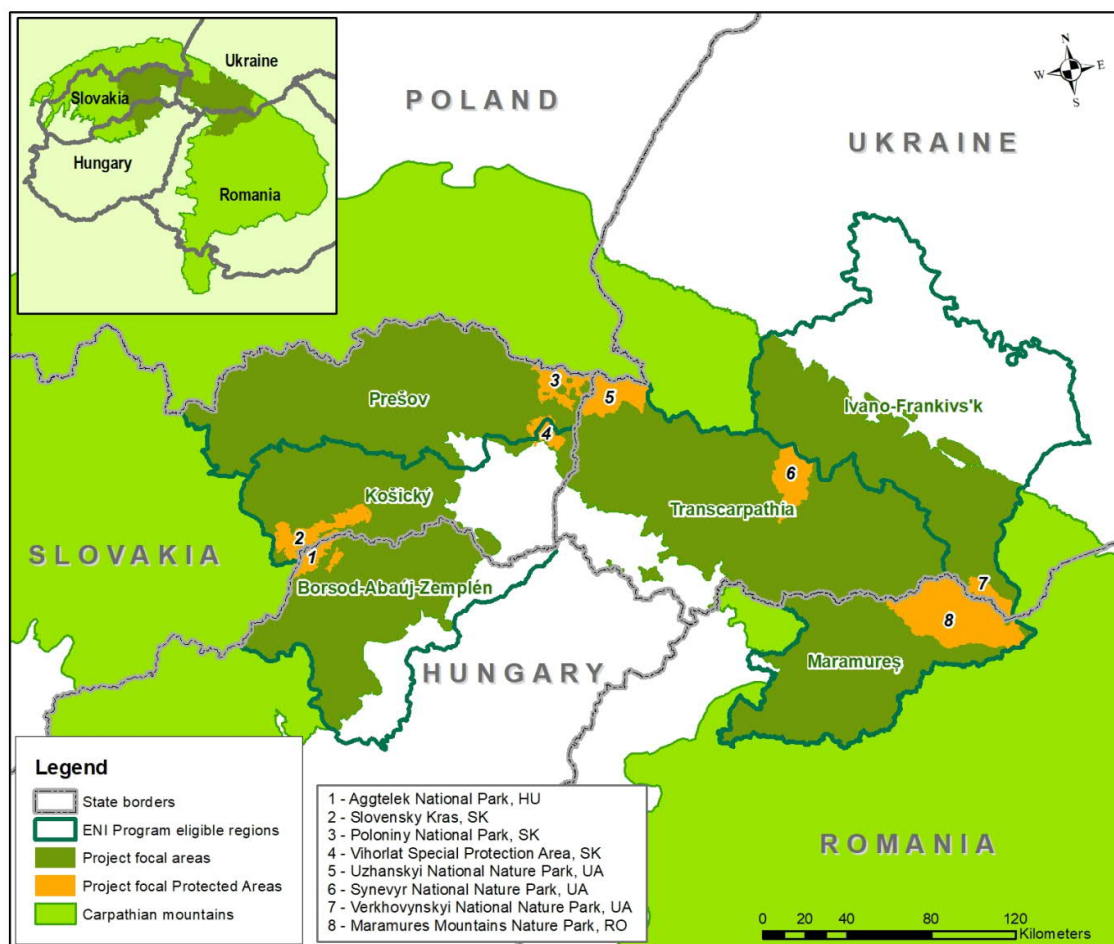 Ukraine
Slovakia
Hungary
Romania
POLAND
UKRAINE
N
W E
S
Prešov
3
5
4
Ivano-Frankivs'k
6
Košický
Transcarpathia
SLOVAKIA
2
1
Borsod-Abaúj-Zemplén
7
8
HUNGARY
Maramureș
ROMANIA
Legend
State borders
ENI Program eligible regions
Project focal areas
Project focal Protected Areas
Carpathian mountains
1 - Aggtelek National Park, HU
2 - Slovensky Kras, SK
3 - Poloniny National Park, SK
4 - Vihorlat Special Protection Area, SK
5 - Uzhanskyi National Nature Park, UA
6 - Synevyr National Nature Park, UA
7 - Verkhovynskyi National Nature Park, UA
8 - Maramures Mountains Nature Park, RO
0 20 40 80 120
Kilometers